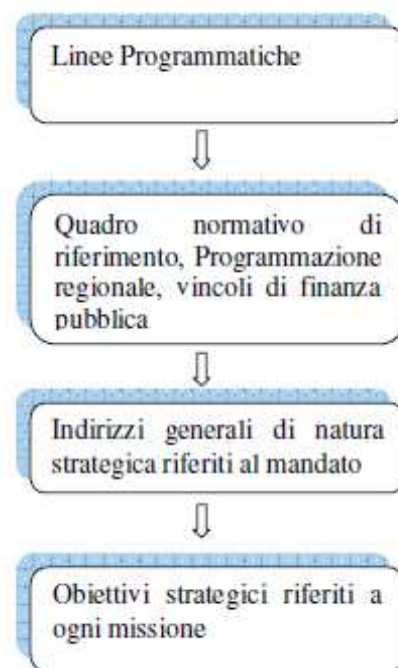 Linee Programmatiche
Quadro normativo di
riferimento, Programmazione
regionale, vincoli di finanza
pubblica
Indirizzi generali di natura
strategica riferiti al mandato
Obiettivi strategici riferiti a
ogni missione